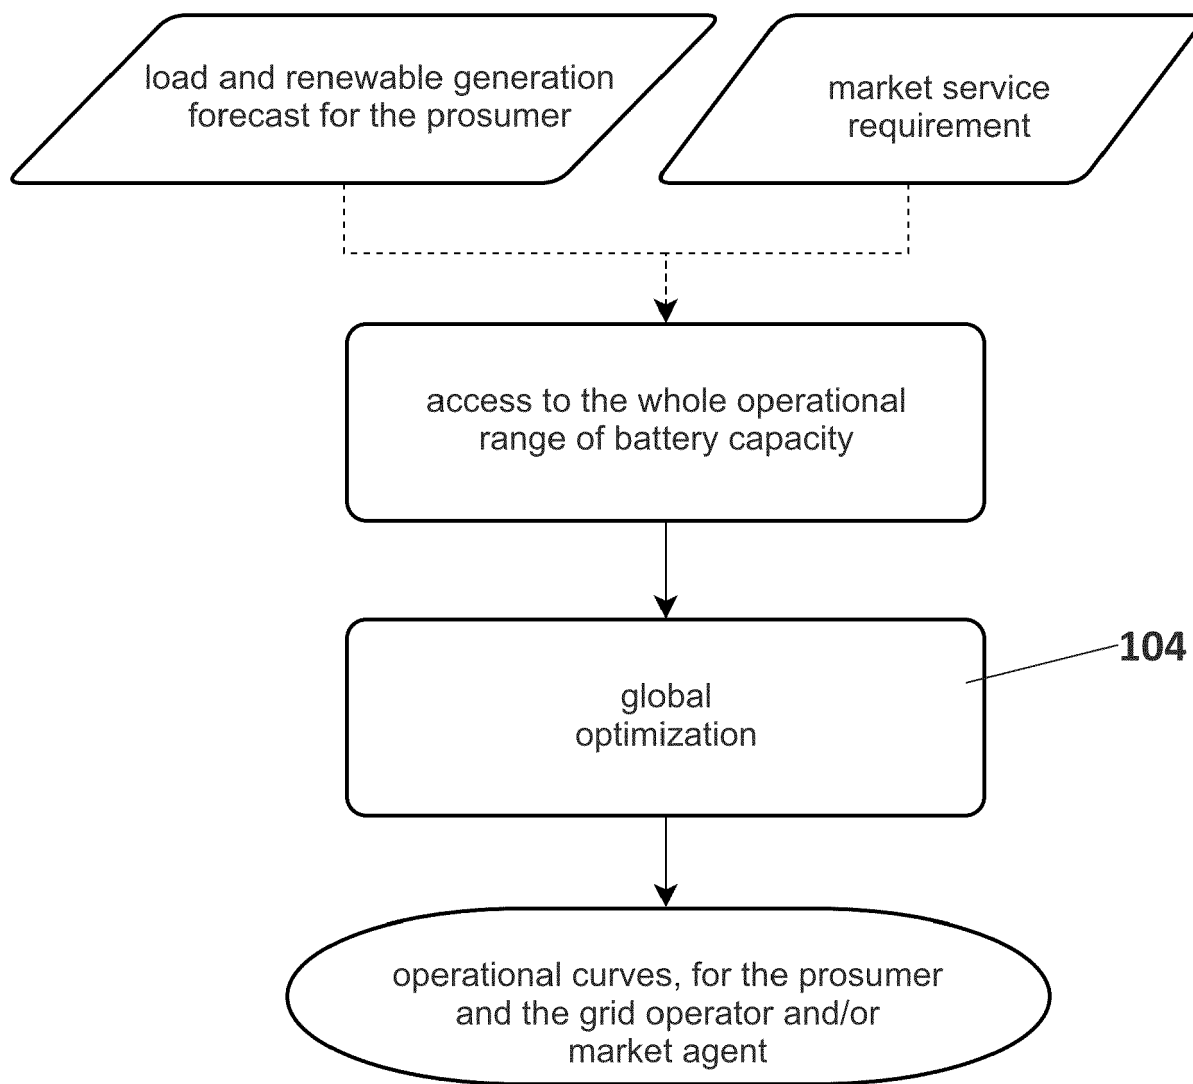 load and renewable generation
forecast for the prosumer
market service
requirement
access to the whole operational
range of battery capacity
global
optimization
104
operational curves, for the prosumer
and the grid operator and/or
market agent